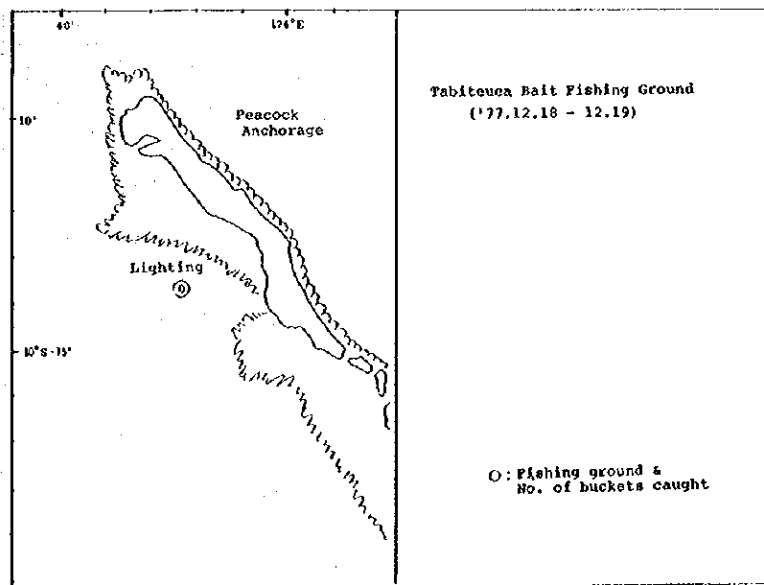 40'
174°E
10'
Peacock
Anchorage
Tabiteuea Bait Fishing Ground
('77.12.18 - 12.19)
Lighting
0
10°S-15'
O: Fishing ground &
No. of buckets caught